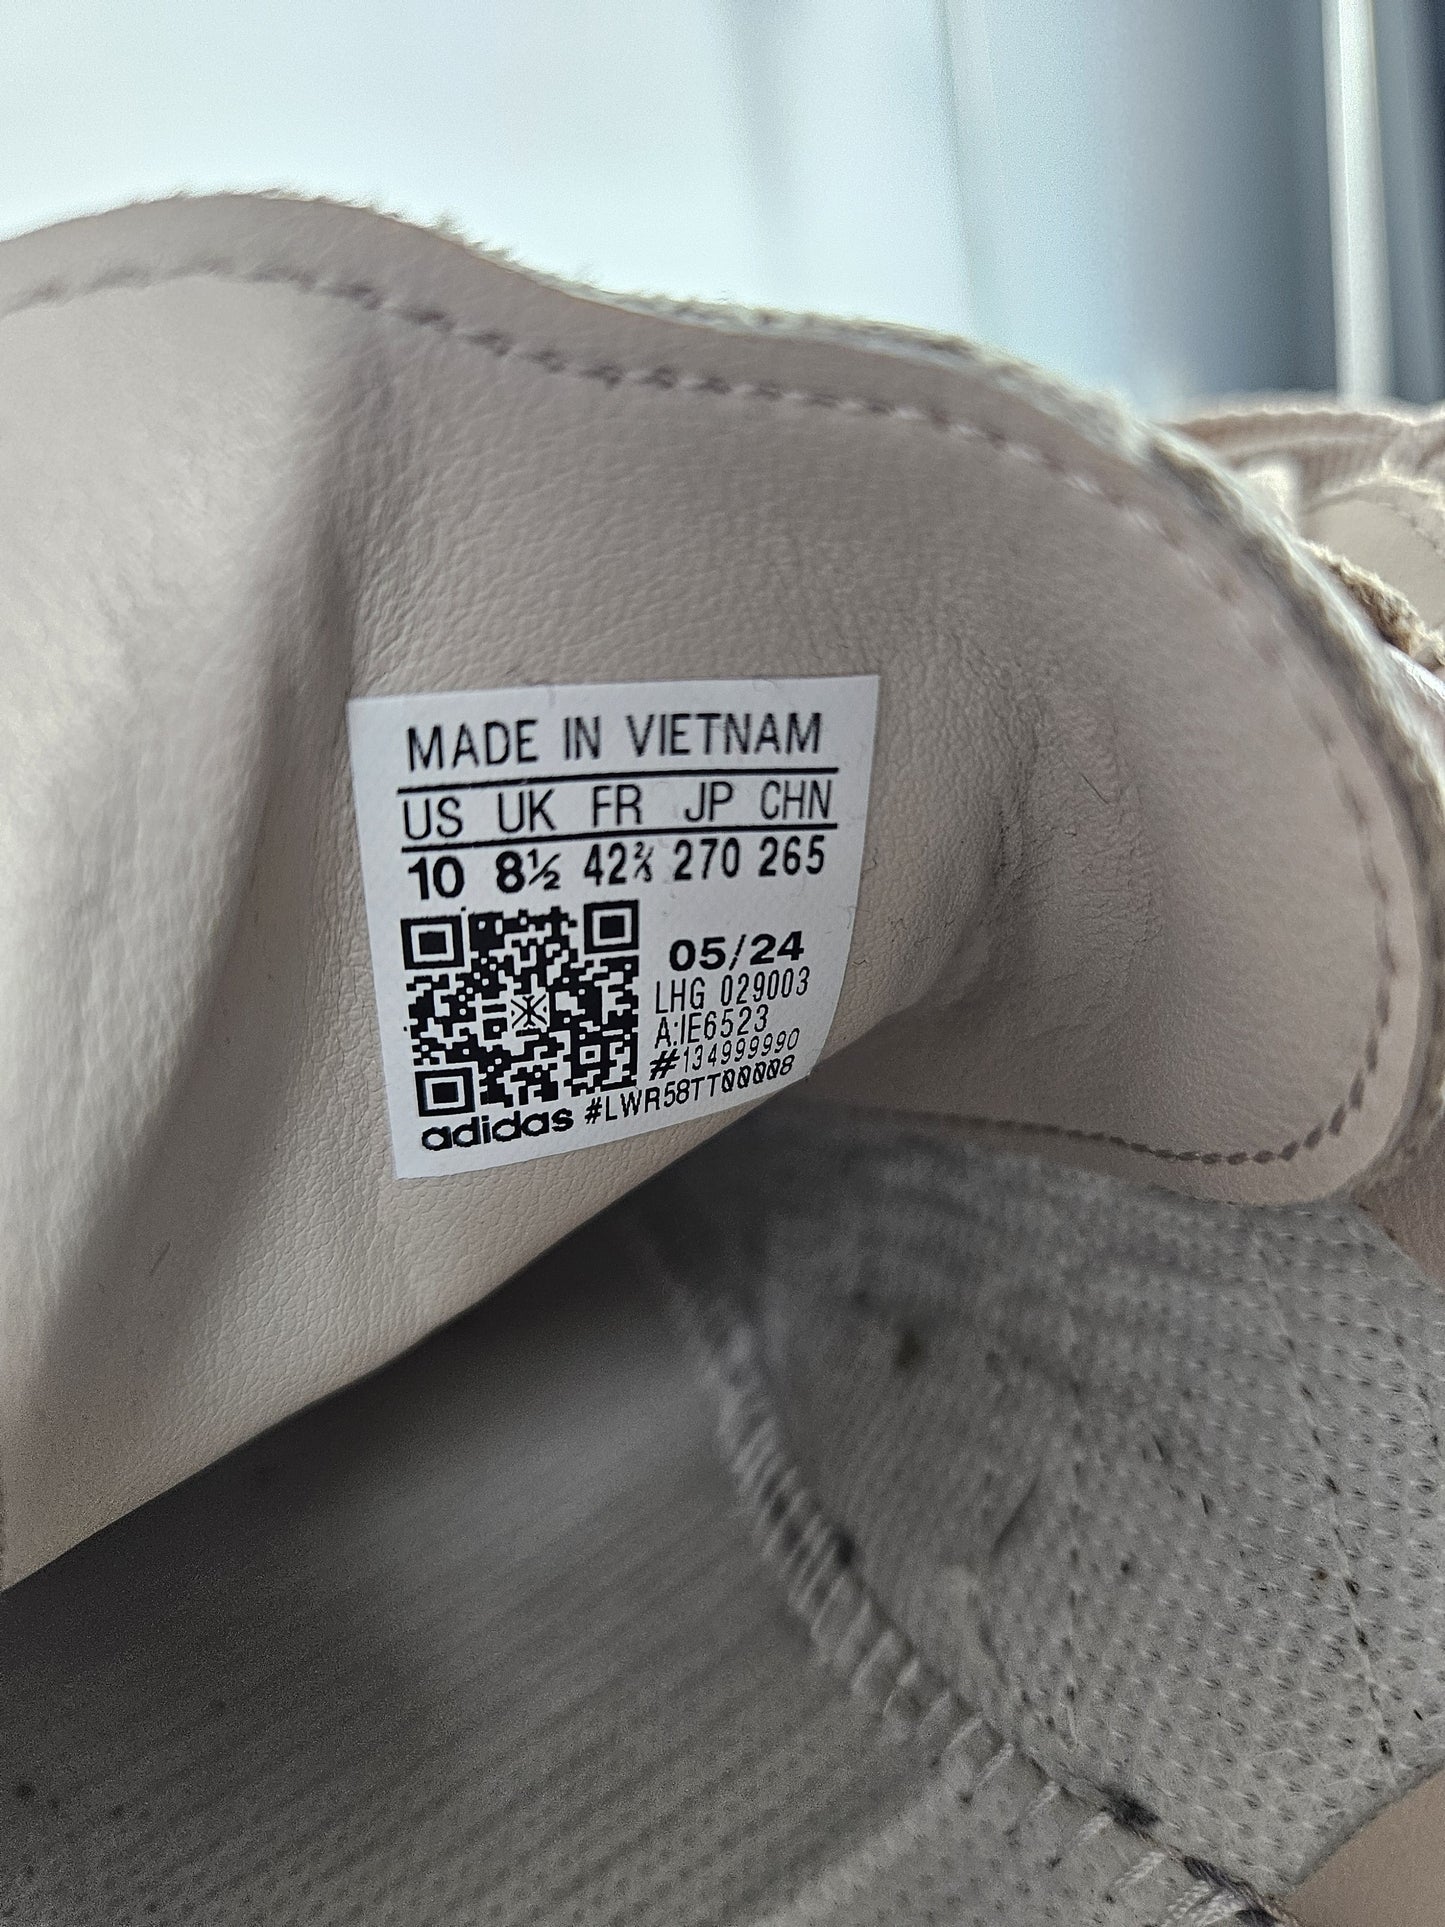 MADE IN VIETNAM
US UK FR JP CHN
10 8½ 42⅔ 270 265
05/24
LHG 029003
A:IE6523
#134999990
adidas #LWR58TT00008